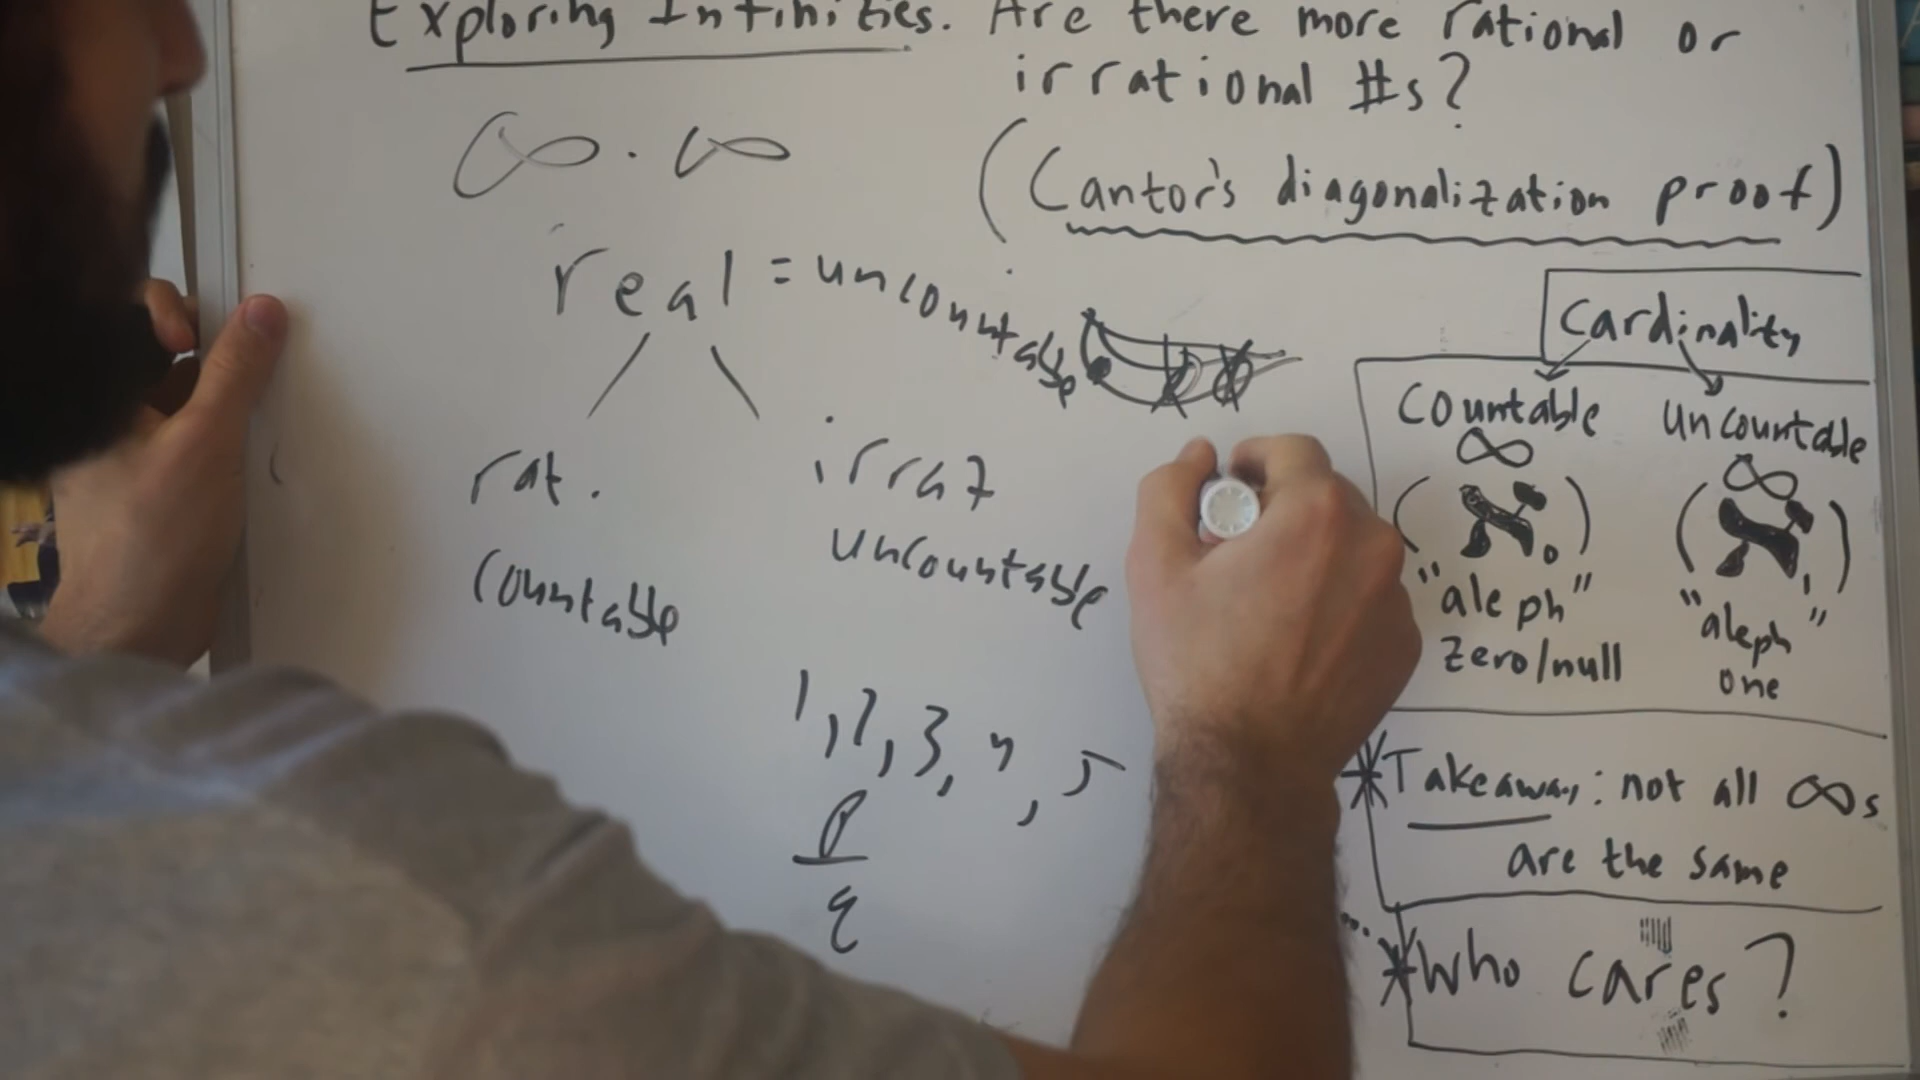 Exploring Infinities. Are there more rational or
irrational #s?
∞ · ∞
(Cantor's diagonalization proof)
real = uncountable
rat.
irrat
countable
uncountable
1, 2, 3, 4, 5
p
q
Cardinality
Countable
∞
(ℵ0)
"aleph"
zero/null
uncountable
∞
(ℵ1)
"aleph"
one
*Takeaway: not all ∞s
are the same
*Who cares?